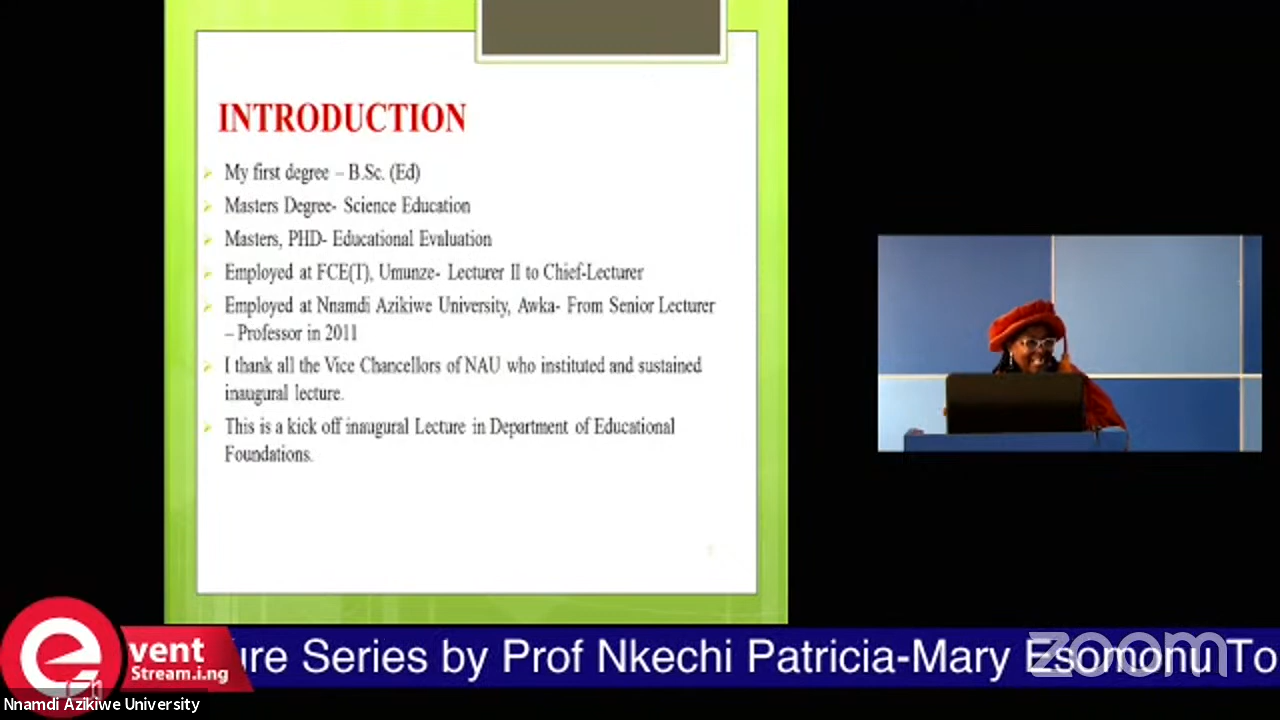 INTRODUCTION
My first degree – B.Sc. (Ed)
Masters Degree- Science Education
Masters, PHD- Educational Evaluation
Employed at FCE(T), Umunze- Lecturer II to Chief-Lecturer
Employed at Nnamdi Azikiwe University, Awka- From Senior Lecturer
– Professor in 2011
I thank all the Vice Chancellors of NAU who instituted and sustained
inaugural lecture.
This is a kick off inaugural Lecture in Department of Educational
Foundations.
event
Stream.i.ng
ure Series by Prof Nkechi Patricia-Mary Esomonu To
zoom
Nnamdi Azikiwe University